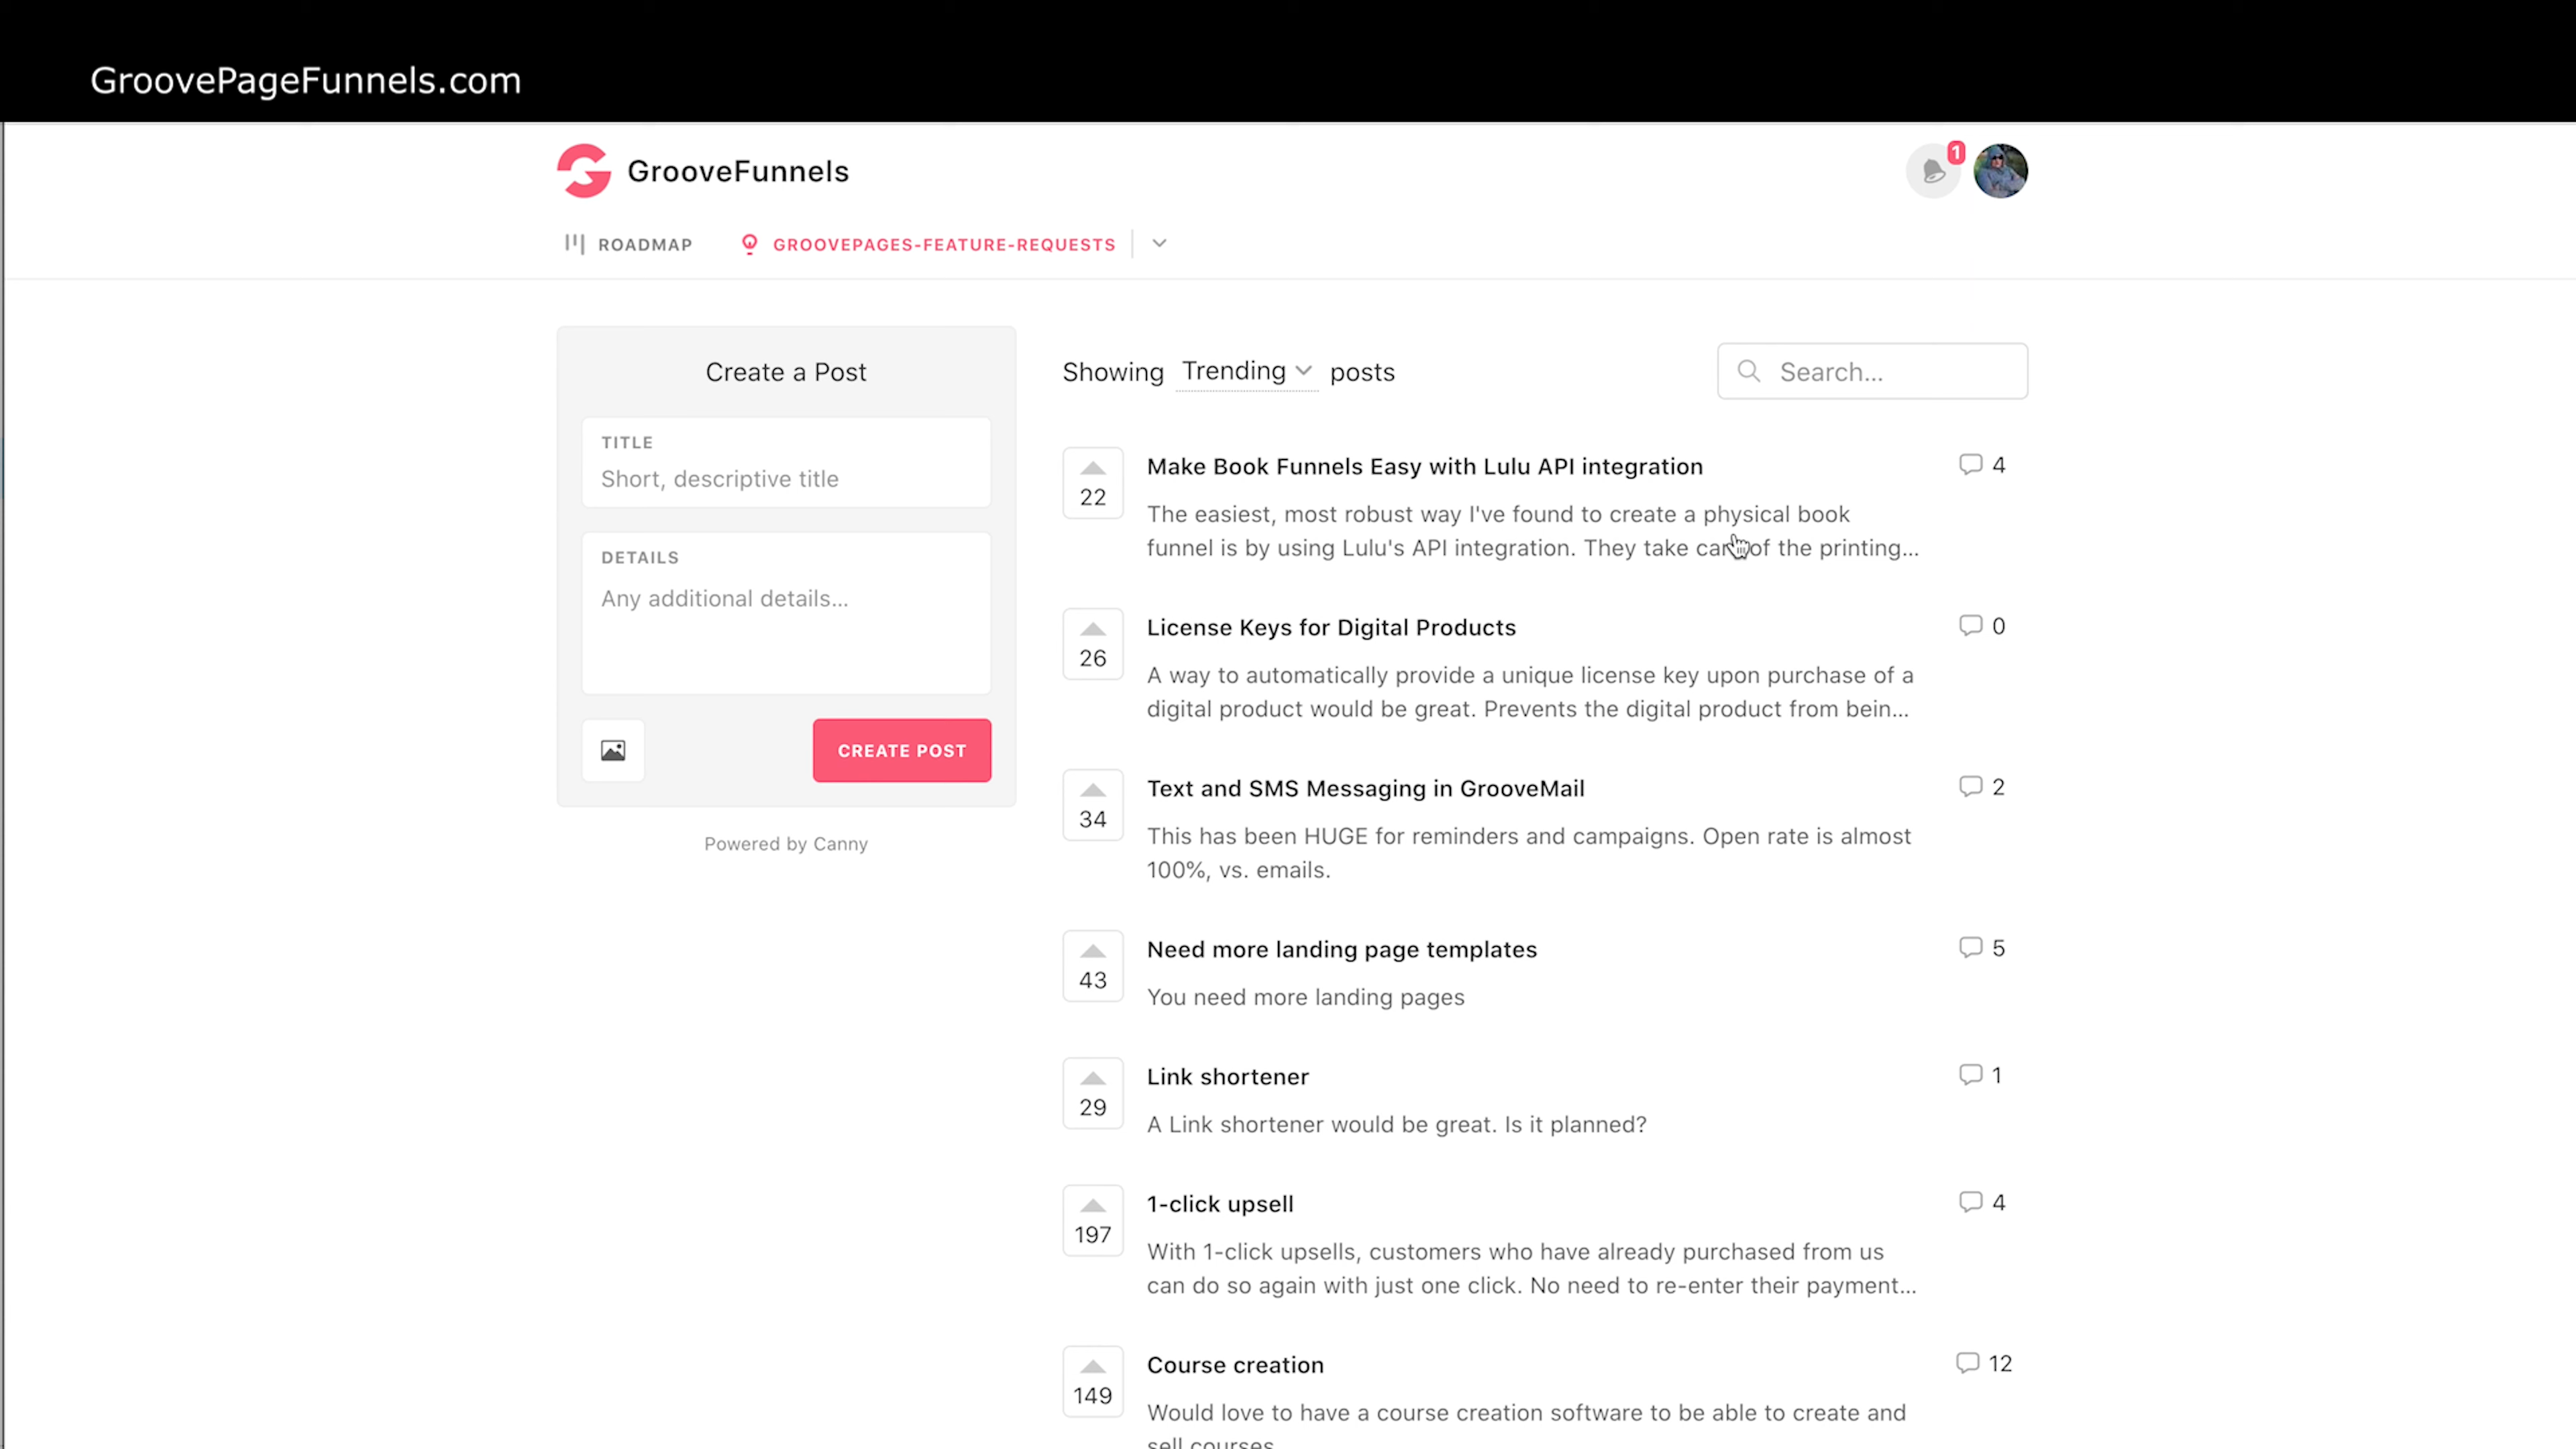 GroovePageFunnels.com
GrooveFunnels
1
ROADMAP
GROOVEPAGES-FEATURE-REQUESTS
Create a Post
TITLE
Short, descriptive title
DETAILS
Any additional details...
CREATE POST
Powered by Canny
Showing Trending posts
Search...
22
Make Book Funnels Easy with Lulu API integration
4
The easiest, most robust way I've found to create a physical book
funnel is by using Lulu's API integration. They take care of the printing...
26
License Keys for Digital Products
0
A way to automatically provide a unique license key upon purchase of a
digital product would be great. Prevents the digital product from bein...
34
Text and SMS Messaging in GrooveMail
2
This has been HUGE for reminders and campaigns. Open rate is almost
100%, vs. emails.
43
Need more landing page templates
5
You need more landing pages
29
Link shortener
1
A Link shortener would be great. Is it planned?
197
1-click upsell
4
With 1-click upsells, customers who have already purchased from us
can do so again with just one click. No need to re-enter their payment...
149
Course creation
12
Would love to have a course creation software to be able to create and
sell courses